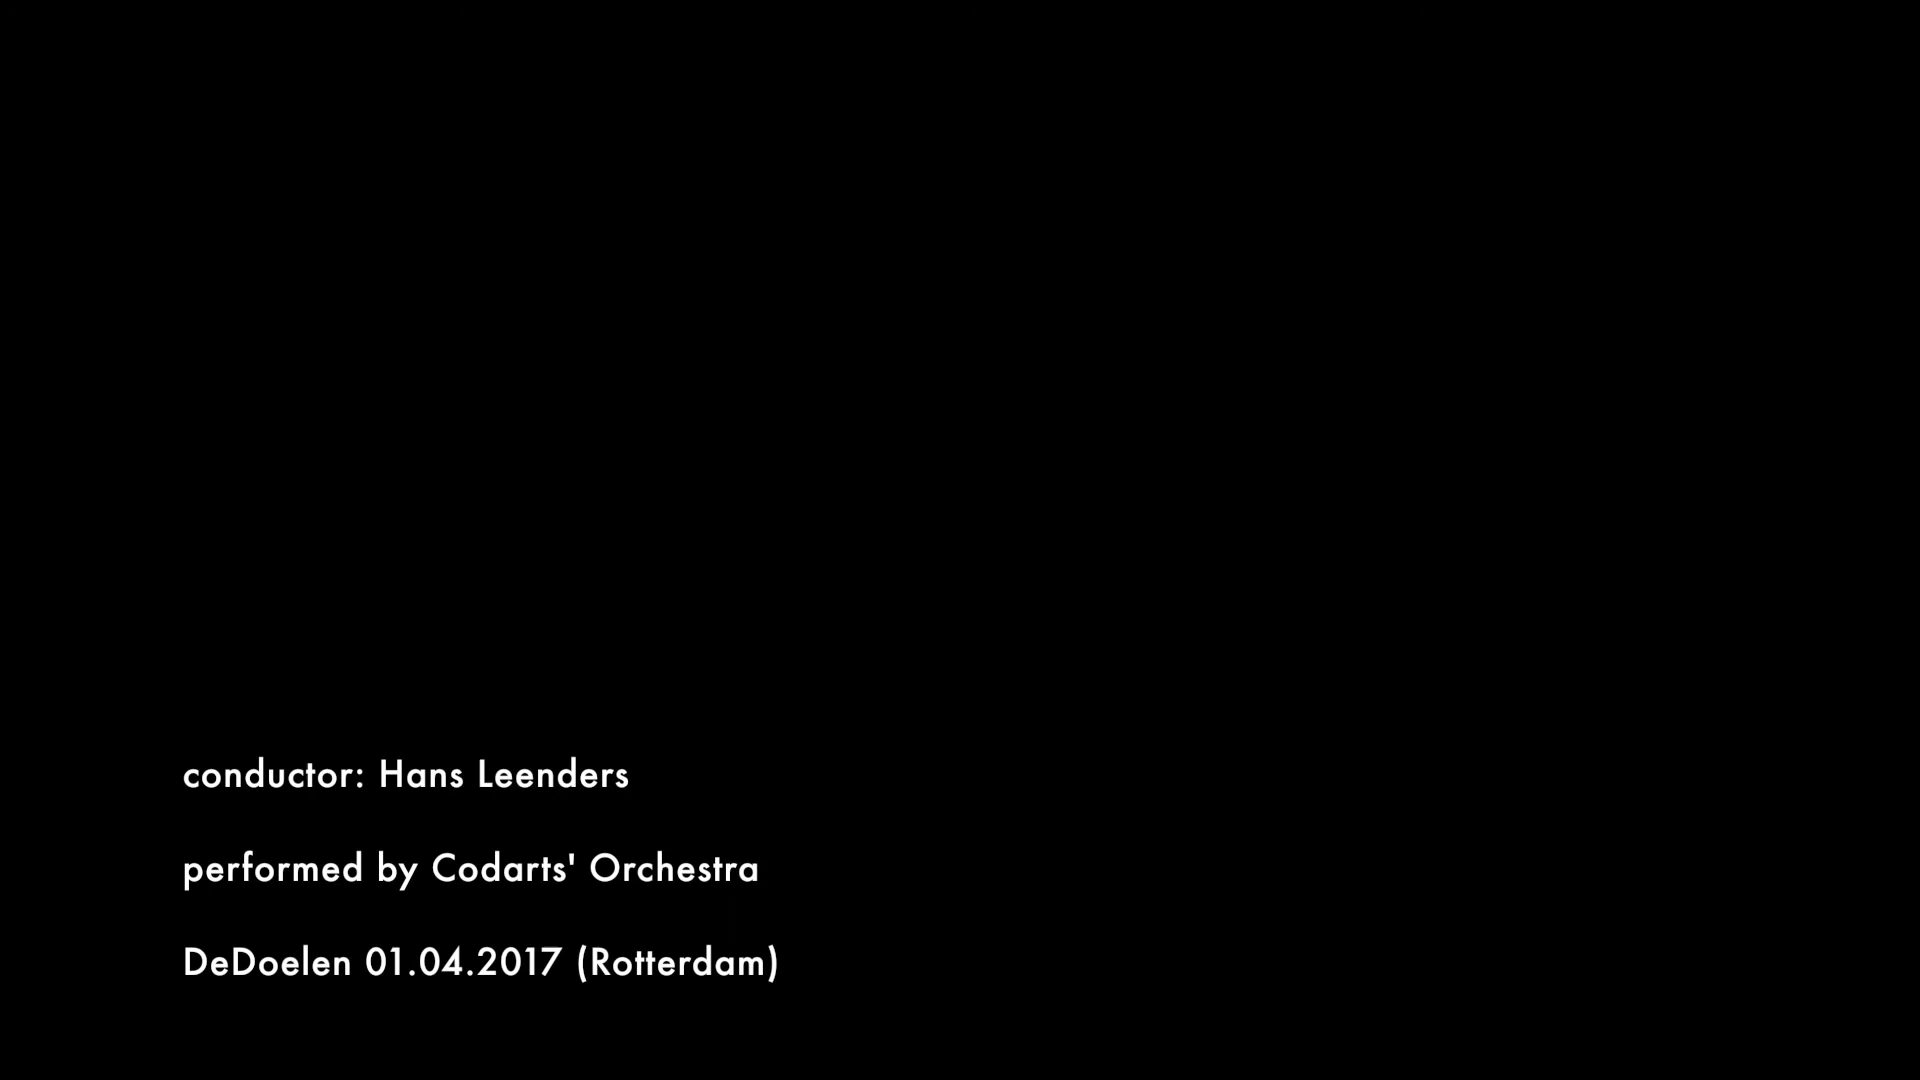 conductor: Hans Leenders
performed by Codarts' Orchestra
DeDoelen 01.04.2017 (Rotterdam)